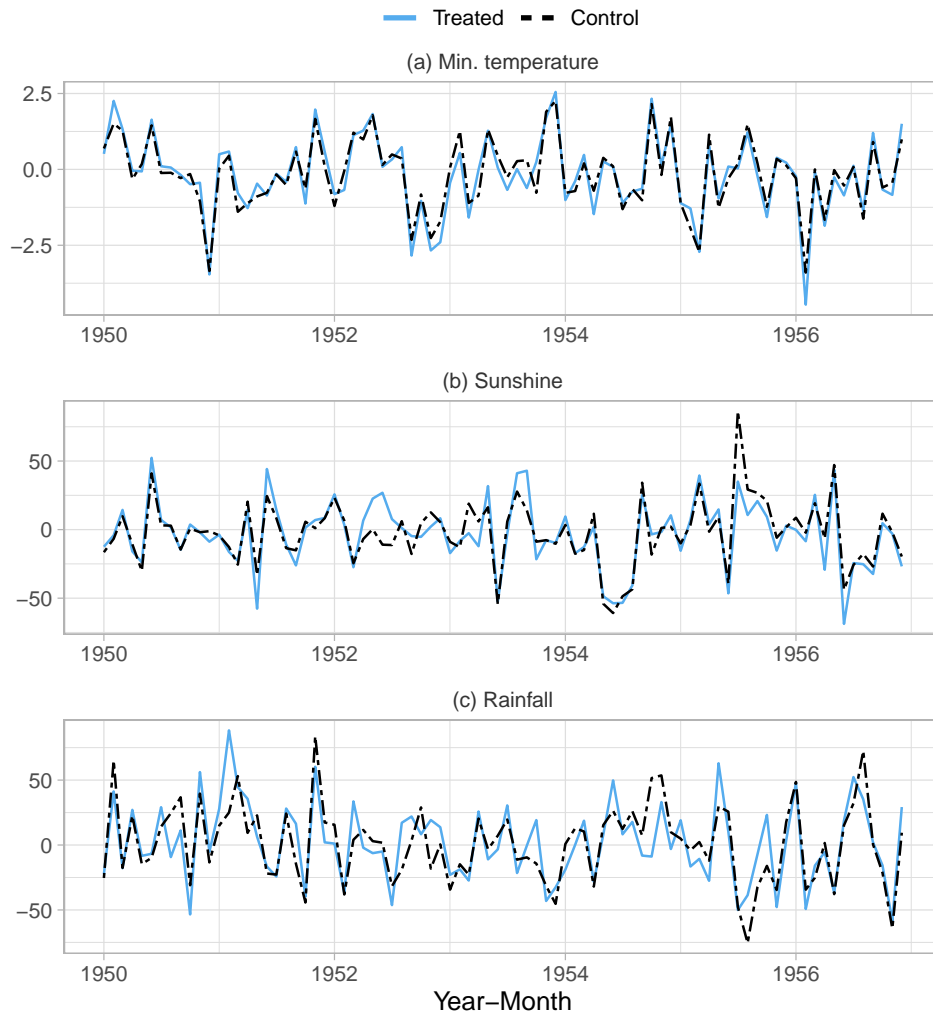 Treated Control
(a) Min. temperature
2.5
0.0
−2.5
1950 1952 1954 1956
(b) Sunshine
50
0
−50
1950 1952 1954 1956
(c) Rainfall
50
0
−50
1950 1952 1954 1956
Year−Month